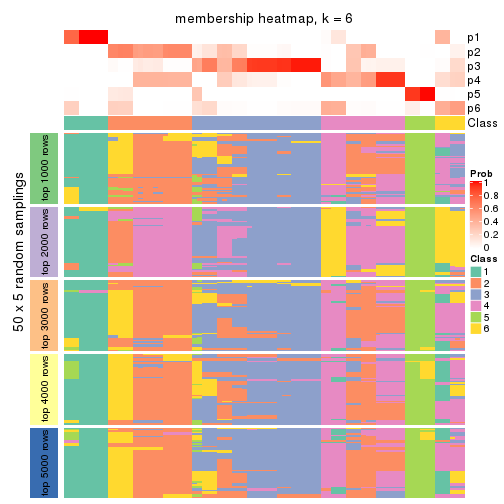 membership heatmap, k = 6
p1
p2
p3
p4
p5
p6
Class
50 x 5 random samplings
top 1000 rows
top 2000 rows
top 3000 rows
top 4000 rows
top 5000 rows
Prob
1
0.8
0.6
0.4
0.2
0
Class
1
2
3
4
5
6